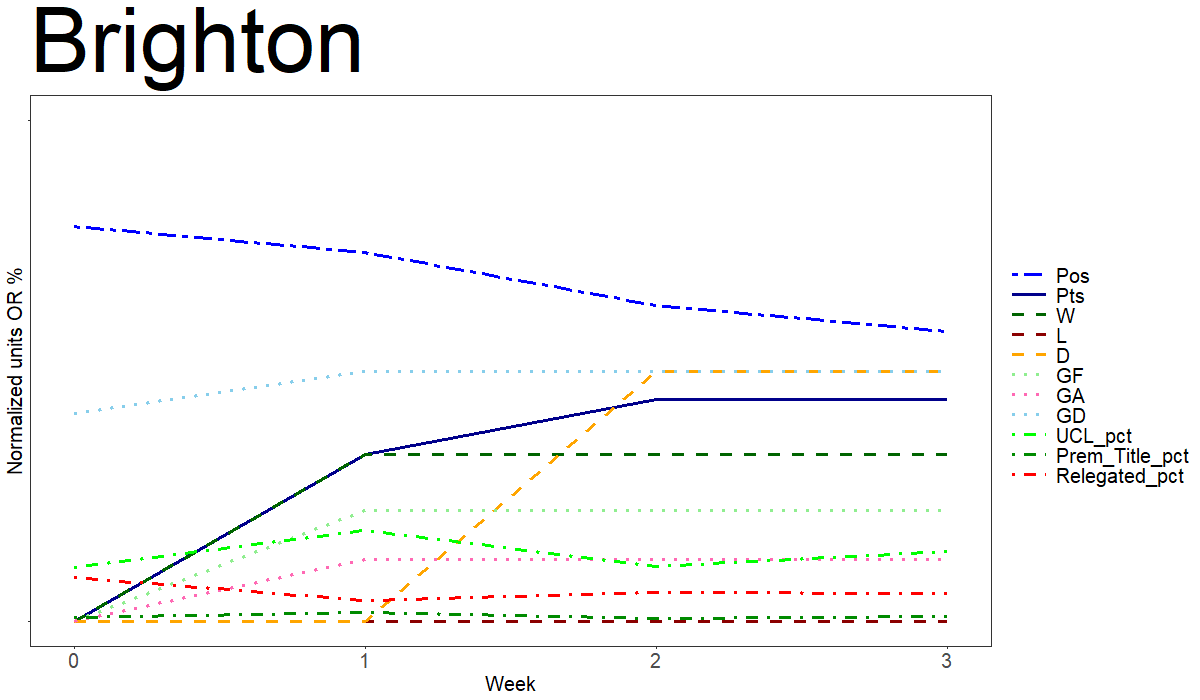 Brighton
Normalized units OR %
Pos
Pts
W
L
D
GF
GA
GD
UCL_pct
Prem_Title_pct
Relegated_pct
0 1 2 3
Week